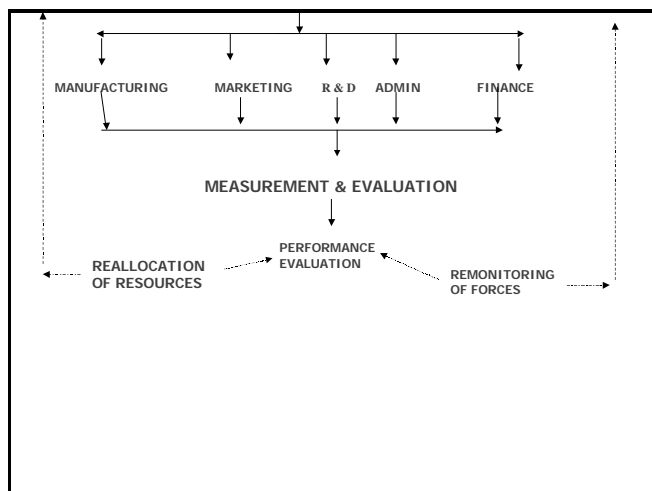 MANUFACTURING MARKETING R & D ADMIN FINANCE
MEASUREMENT & EVALUATION
PERFORMANCE
EVALUATION
REALLOCATION
OF RESOURCES
REMONITORING
OF FORCES